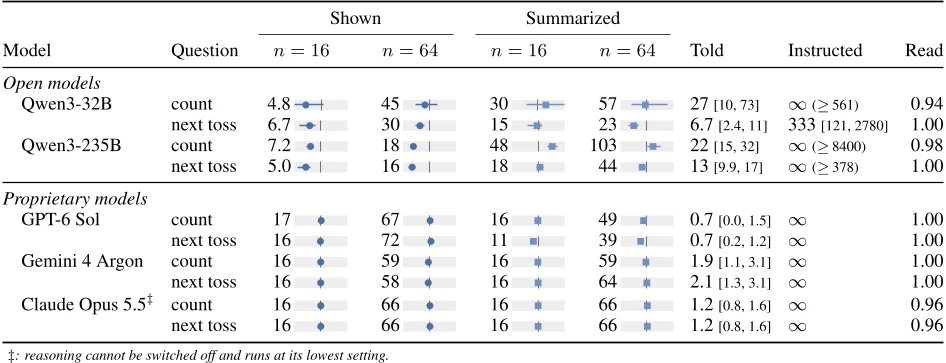 Shown Summarized
Model Question n = 16 n = 64 n = 16 n = 64 Told Instructed Read
Open models
Qwen3-32B count 4.8 45 30 57 27 [10, 73] ∞ (≥ 561) 0.94
next toss 6.7 30 15 23 6.7 [2.4, 11] 333 [121, 2780] 1.00
Qwen3-235B count 7.2 18 48 103 22 [15, 32] ∞ (≥ 8400) 0.98
next toss 5.0 16 18 44 13 [9.9, 17] ∞ (≥ 378) 1.00
Proprietary models
GPT-6 Sol count 17 67 16 49 0.7 [0.0, 1.5] ∞ 1.00
next toss 16 72 11 39 0.7 [0.2, 1.2] ∞ 1.00
Gemini 4 Argon count 16 59 16 59 1.9 [1.1, 3.1] ∞ 1.00
next toss 16 58 16 64 2.1 [1.3, 3.1] ∞ 1.00
Claude Opus 5.5‡ count 16 66 16 66 1.2 [0.8, 1.6] ∞ 0.96
next toss 16 66 16 66 1.2 [0.8, 1.6] ∞ 0.96
‡: reasoning cannot be switched off and runs at its lowest setting.